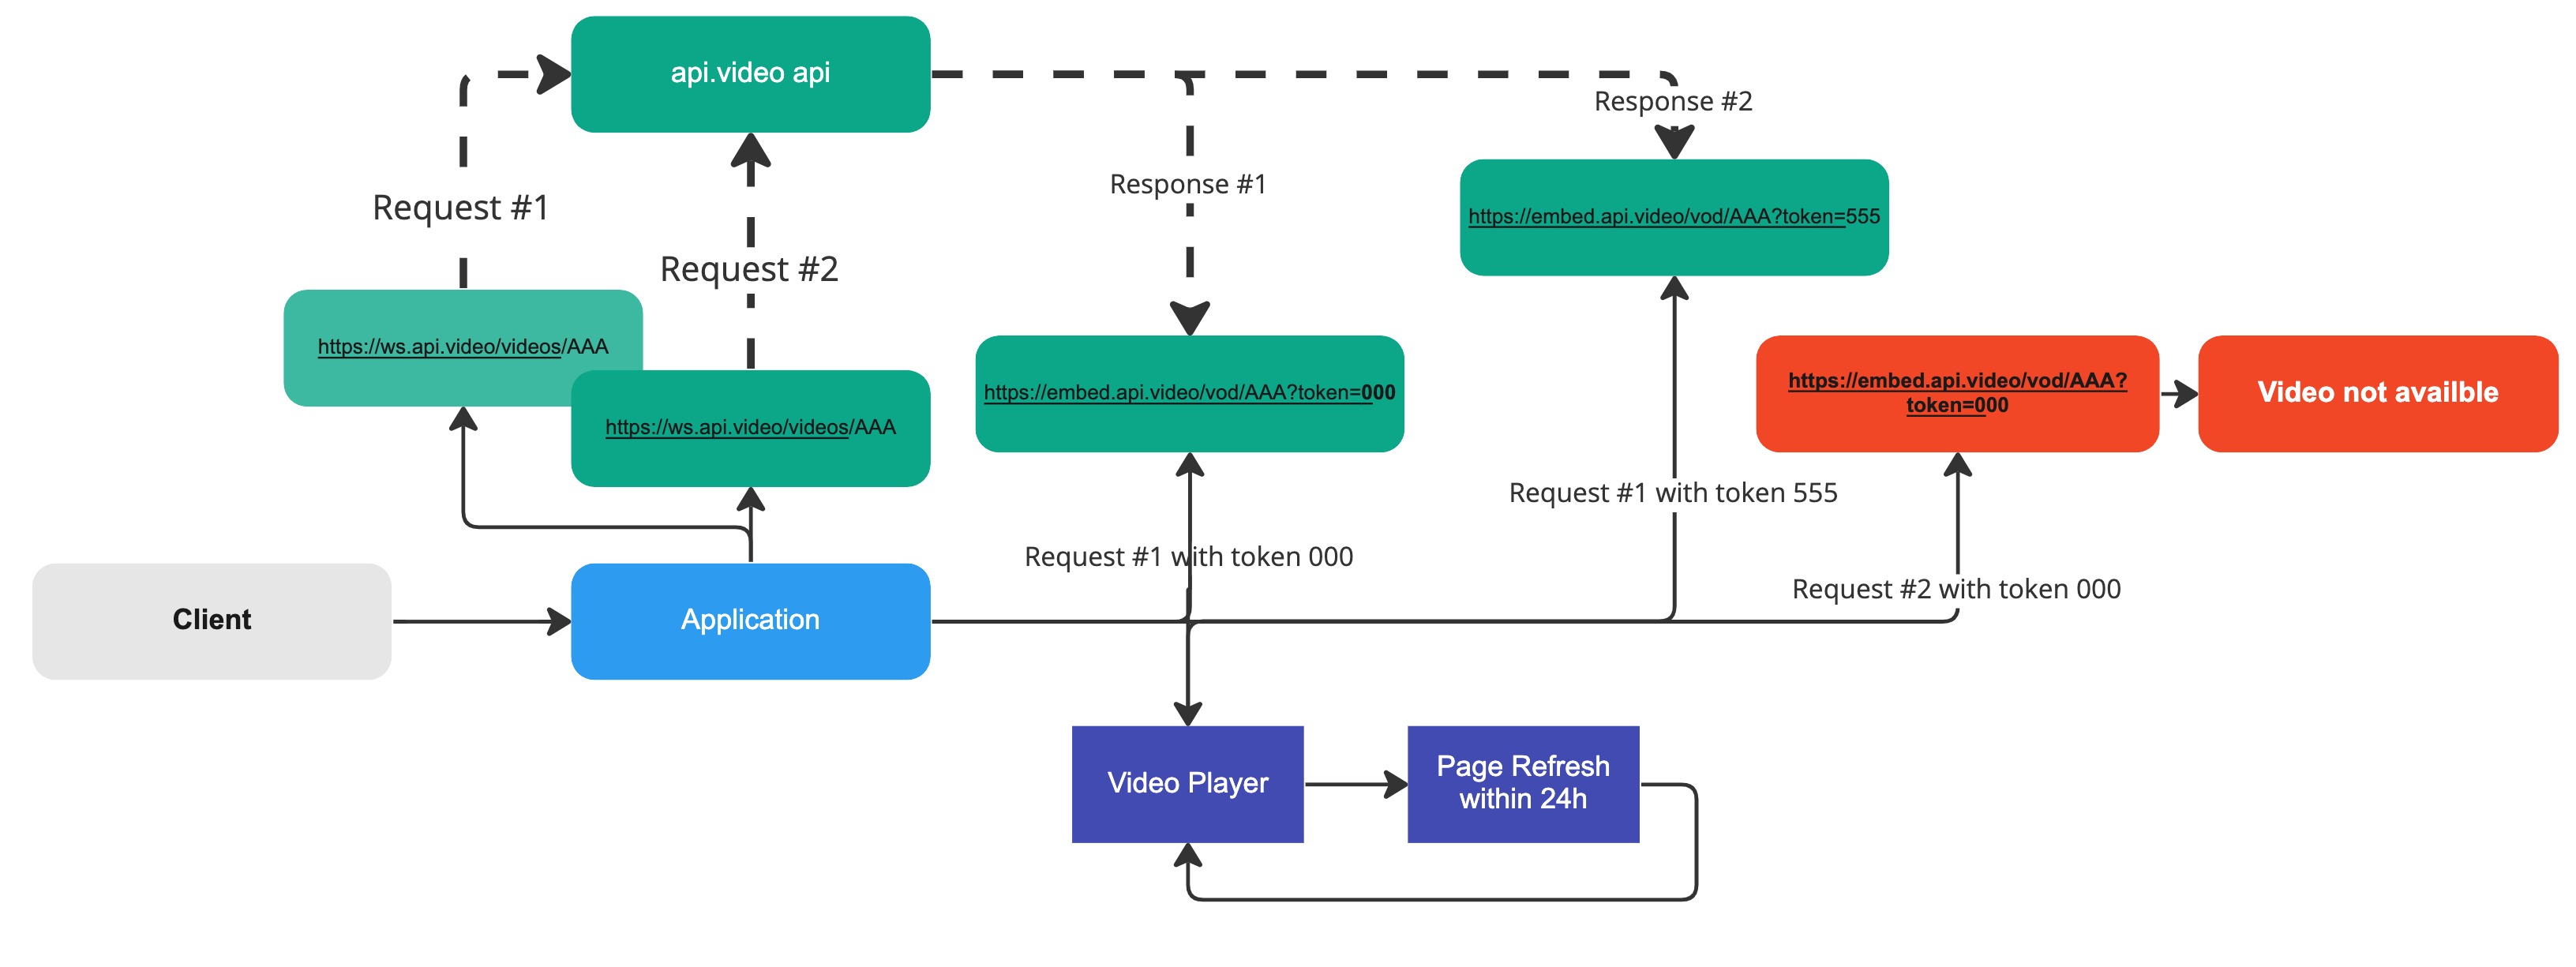 api.video api
Response #2
Response #1
Request #1
https://embed.api.video/vod/AAA?token=555
Request #2
https://ws.api.video/videos/AAA
https://ws.api.video/videos/AAA
https://embed.api.video/vod/AAA?token=000
https://embed.api.video/vod/AAA?
token=000
Video not availble
Request #1 with token 555
Request #1 with token 000
Request #2 with token 000
Client
Application
Video Player
Page Refresh
within 24h